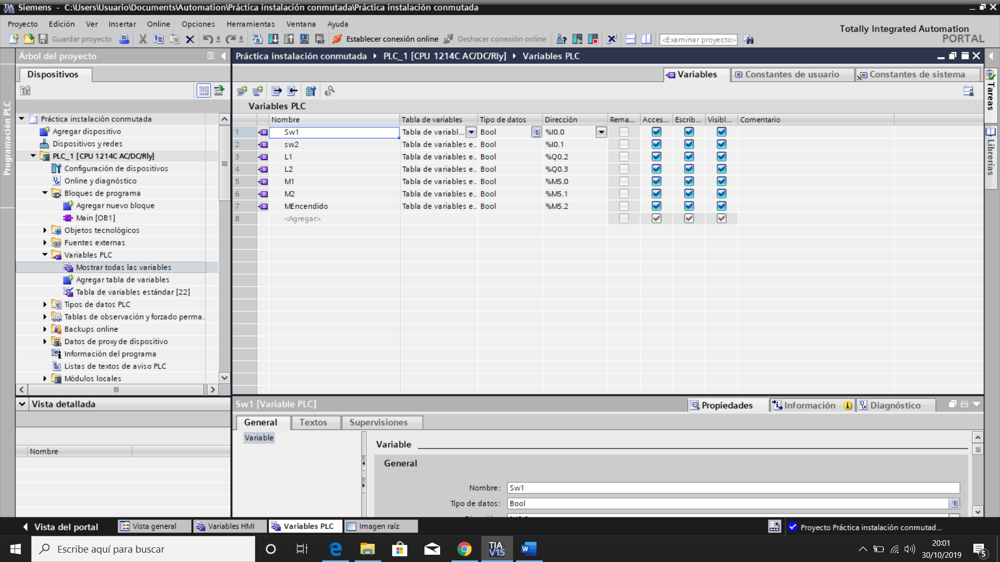 Siemens - C:\Users\Usuario\Documents\Automation\Práctica instalación conmutada\Práctica instalación conmutada
Proyecto Edición Ver Insertar Online Opciones Herramientas Ventana Ayuda
Totally Integrated Automation
PORTAL
Guardar proyecto Establecer conexión online Deshacer conexión online <Examinar proyecto>
Árbol del proyecto
Práctica instalación conmutada PLC_1 [CPU 1214C AC/DC/Rly] Variables PLC
Dispositivos
Variables Constantes de usuario Constantes de sistema
Programación PLC
Tareas
Librerías
Variables PLC
Nombre Tabla de variables Tipo de datos Dirección Rema... Acces... Escrib... Visibl... Comentario
1 Sw1 Tabla de variabl... Bool %I0.0
2 sw2 Tabla de variables e.. Bool %I0.1
3 L1 Tabla de variables e.. Bool %Q0.2
4 L2 Tabla de variables e.. Bool %Q0.3
5 M1 Tabla de variables e.. Bool %M5.0
6 M2 Tabla de variables e.. Bool %M5.1
7 MEncendido Tabla de variables e.. Bool %M5.2
8 <Agregar>
Práctica instalación conmutada
Agregar dispositivo
Dispositivos y redes
PLC_1 [CPU 1214C AC/DC/Rly]
Configuración de dispositivos
Online y diagnóstico
Bloques de programa
Agregar nuevo bloque
Main [OB1]
Objetos tecnológicos
Fuentes externas
Variables PLC
Mostrar todas las variables
Agregar tabla de variables
Tabla de variables estándar [22]
Tipos de datos PLC
Tablas de observación y forzado perma..
Backups online
Datos de proxy de dispositivo
Información del programa
Listas de textos de aviso PLC
Módulos locales
Vista detallada
Nombre
Sw1 [Variable PLC]
Propiedades Información Diagnóstico
General Textos Supervisiones
Variable
Variable
General
Nombre: Sw1
Tipo de datos: Bool
Vista del portal Vista general Variables HMI Variables PLC Imagen raíz Proyecto Práctica instalación conmutad...
Escribe aquí para buscar
TIA
V15
20:01
30/10/2019
5